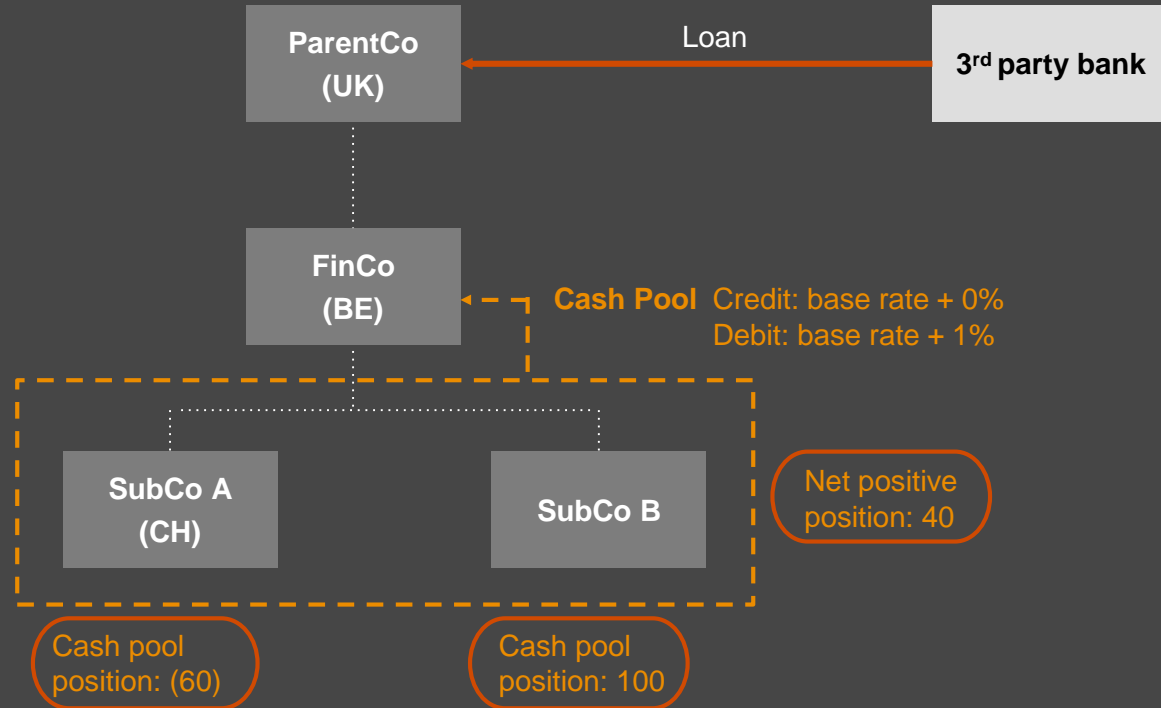 ParentCo
(UK)
Loan
3rd party bank
FinCo
(BE)
Cash Pool Credit: base rate + 0%
Debit: base rate + 1%
SubCo A
(CH)
SubCo B
Net positive
position: 40
Cash pool
position: (60)
Cash pool
position: 100